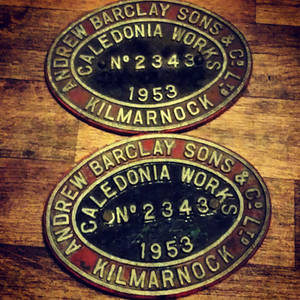 ANDREW BARCLAY SONS & Cº LTD
CALEDONIA WORKS
Nº 2343
1953
KILMARNOCK
ANDREW BARCLAY SONS & Cº LTD
CALEDONIA WORKS
Nº 2343
1953
KILMARNOCK